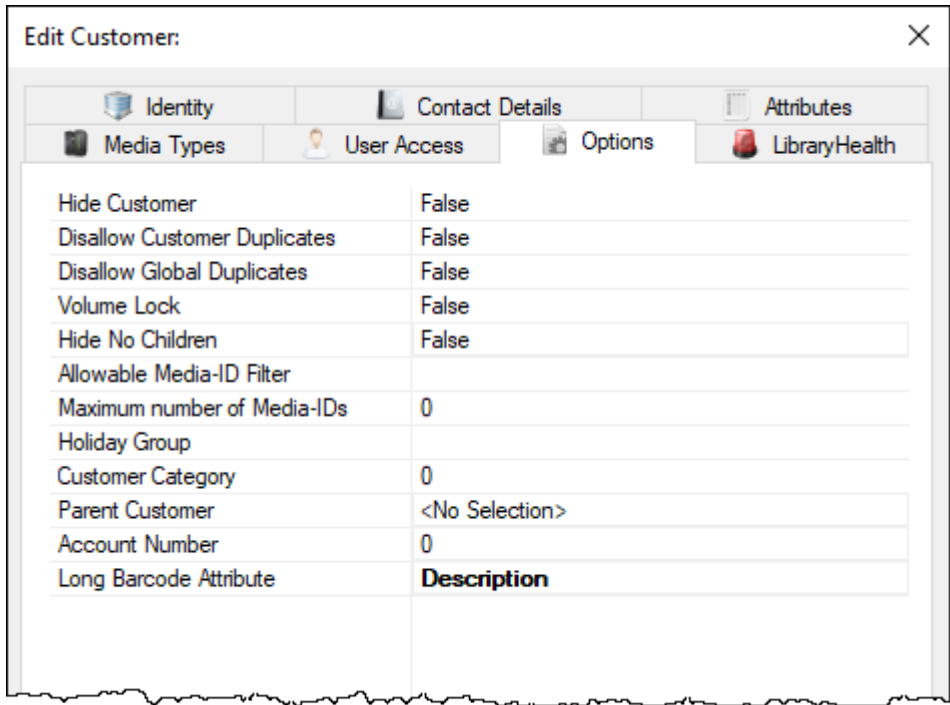 Edit Customer:
Identity Contact Details Attributes
Media Types User Access Options LibraryHealth
Hide Customer False
Disallow Customer Duplicates False
Disallow Global Duplicates False
Volume Lock False
Hide No Children False
Allowable Media-ID Filter
Maximum number of Media-IDs 0
Holiday Group
Customer Category 0
Parent Customer <No Selection>
Account Number 0
Long Barcode Attribute Description